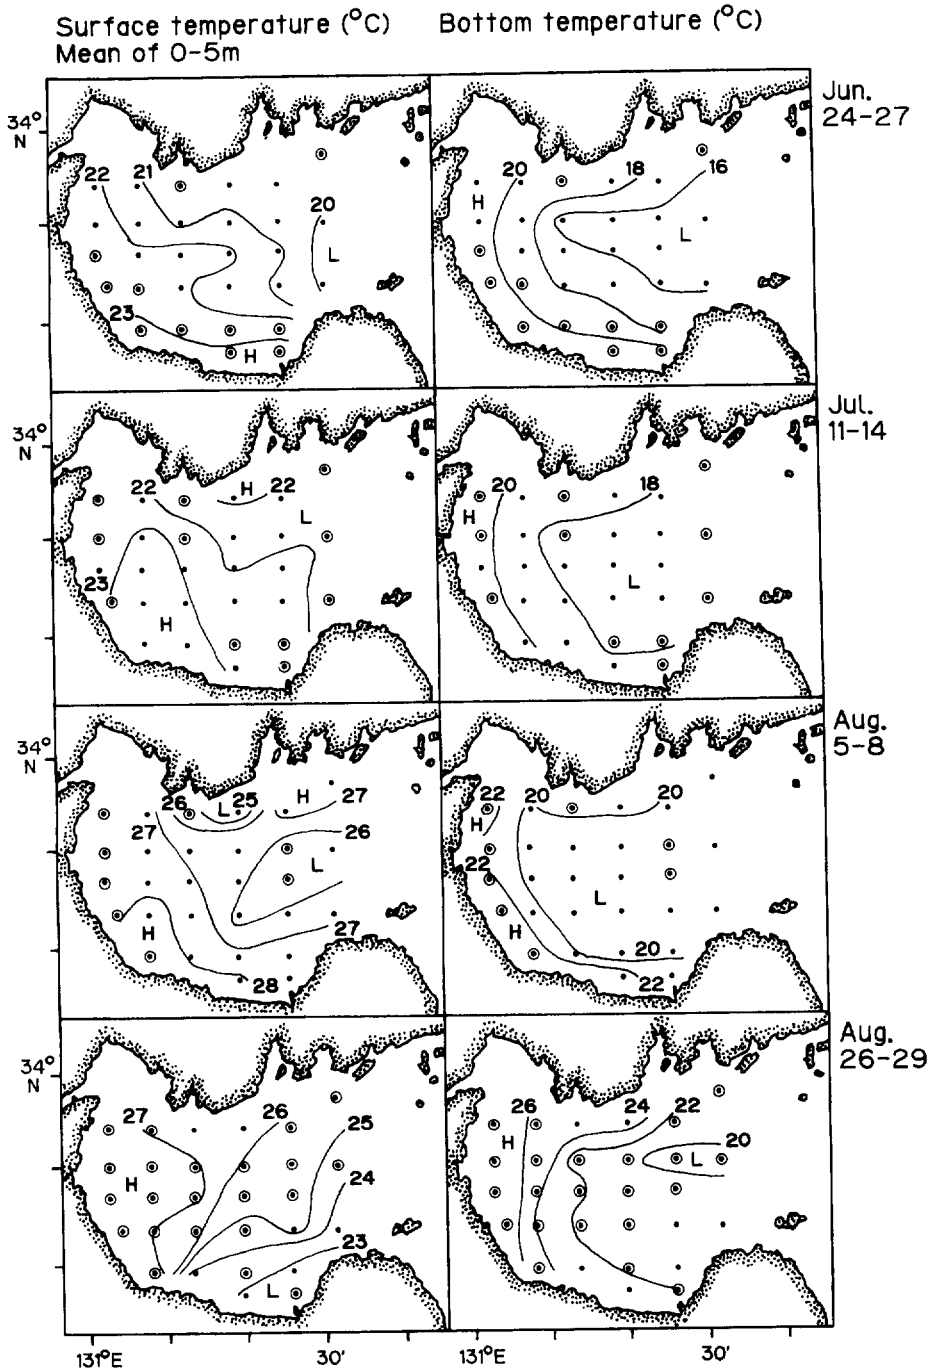 Surface temperature (°C) Bottom temperature (°C)
Mean of 0-5m
Jun.
24-27
34°
N
22 21 20 L 23 H
20 18 16 H L
Jul.
11-14
34°
N
22 H 22 L 23 H
20 18 H L
Aug.
5-8
34°
N
26 L 25 H 27 27 26 L H 27 28
22 20 20 H 22 L H 20 22
Aug.
26-29
34°
N
27 26 25 H 24 23 L
26 24 22 H 20 L
131°E 30' 131°E 30'